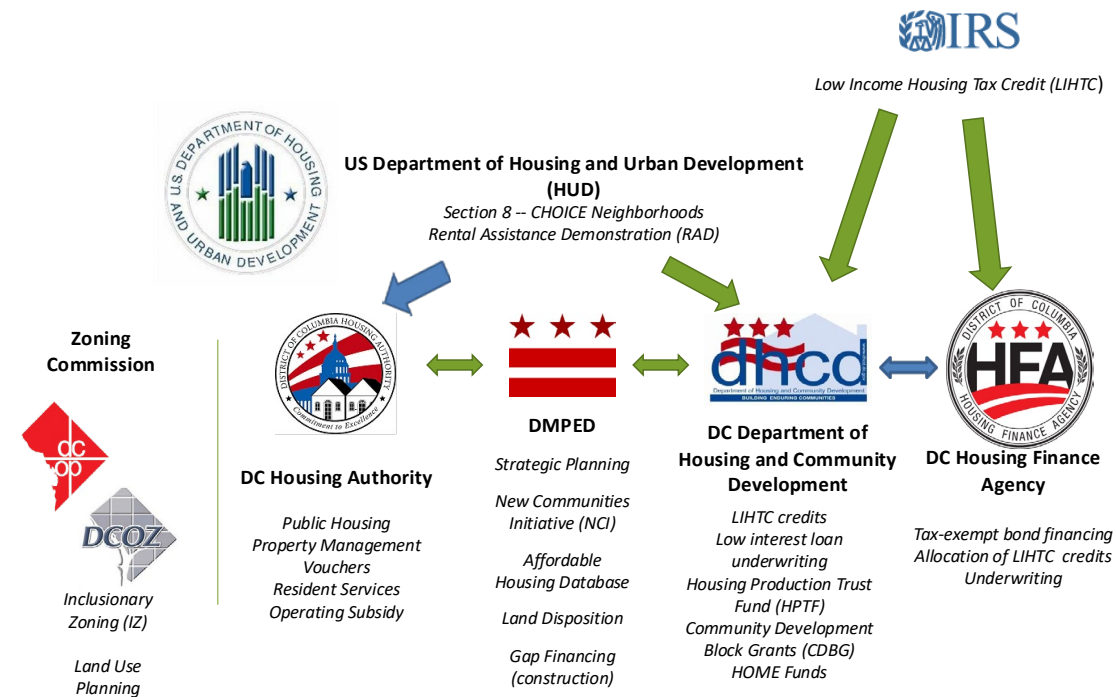 IRS
Low Income Housing Tax Credit (LIHTC)
U.S. DEPARTMENT OF HOUSING
AND URBAN DEVELOPMENT
US Department of Housing and Urban Development
(HUD)
Section 8 -- CHOICE Neighborhoods
Rental Assistance Demonstration (RAD)
Zoning
Commission
dc
op
DCOZ
Inclusionary
Zoning (IZ)
Land Use
Planning
DISTRICT OF COLUMBIA HOUSING AUTHORITY
Commitment to Excellence
DC Housing Authority
Public Housing
Property Management
Vouchers
Resident Services
Operating Subsidy
DMPED
Strategic Planning
New Communities
Initiative (NCI)
Affordable
Housing Database
Land Disposition
Gap Financing
(construction)
dhcd
Department of Housing and Community Development
BUILDING ENDURING COMMUNITIES
DC Department of
Housing and Community
Development
LIHTC credits
Low interest loan
underwriting
Housing Production Trust
Fund (HPTF)
Community Development
Block Grants (CDBG)
HOME Funds
DISTRICT OF COLUMBIA
HFA
HOUSING FINANCE AGENCY
DC Housing Finance
Agency
Tax-exempt bond financing
Allocation of LIHTC credits
Underwriting